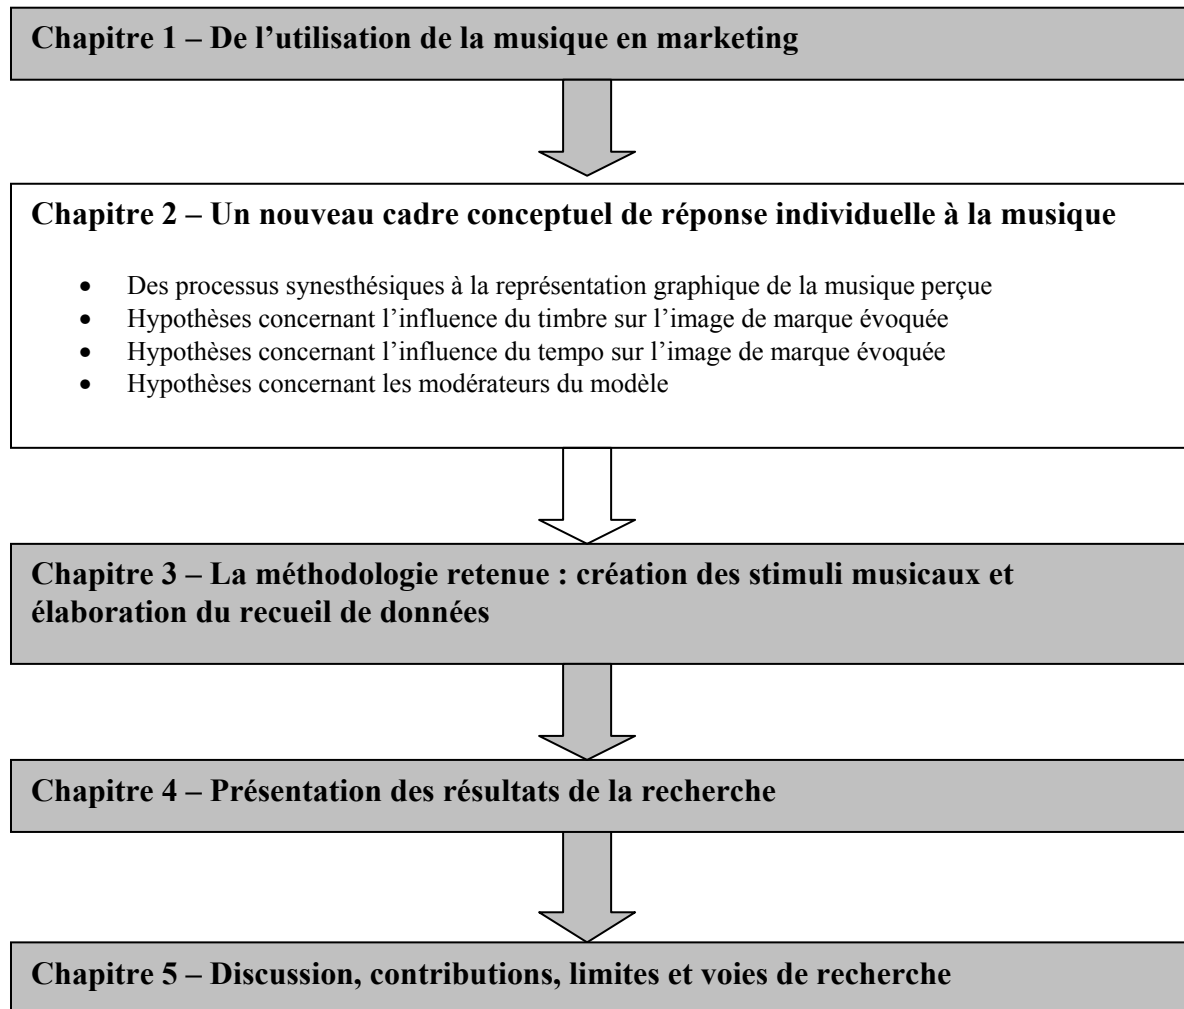 Chapitre 1 – De l’utilisation de la musique en marketing
Chapitre 2 – Un nouveau cadre conceptuel de réponse individuelle à la musique
• Des processus synesthésiques à la représentation graphique de la musique perçue
• Hypothèses concernant l’influence du timbre sur l’image de marque évoquée
• Hypothèses concernant l’influence du tempo sur l’image de marque évoquée
• Hypothèses concernant les modérateurs du modèle
Chapitre 3 – La méthodologie retenue : création des stimuli musicaux et
élaboration du recueil de données
Chapitre 4 – Présentation des résultats de la recherche
Chapitre 5 – Discussion, contributions, limites et voies de recherche